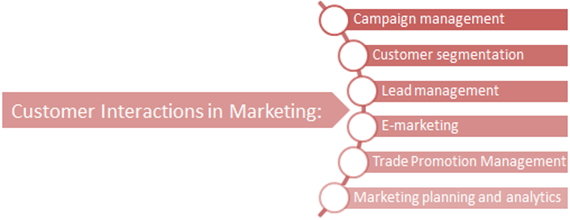 Customer Interactions in Marketing:
Campaign management
Customer segmentation
Lead management
E-marketing
Trade Promotion Management
Marketing planning and analytics